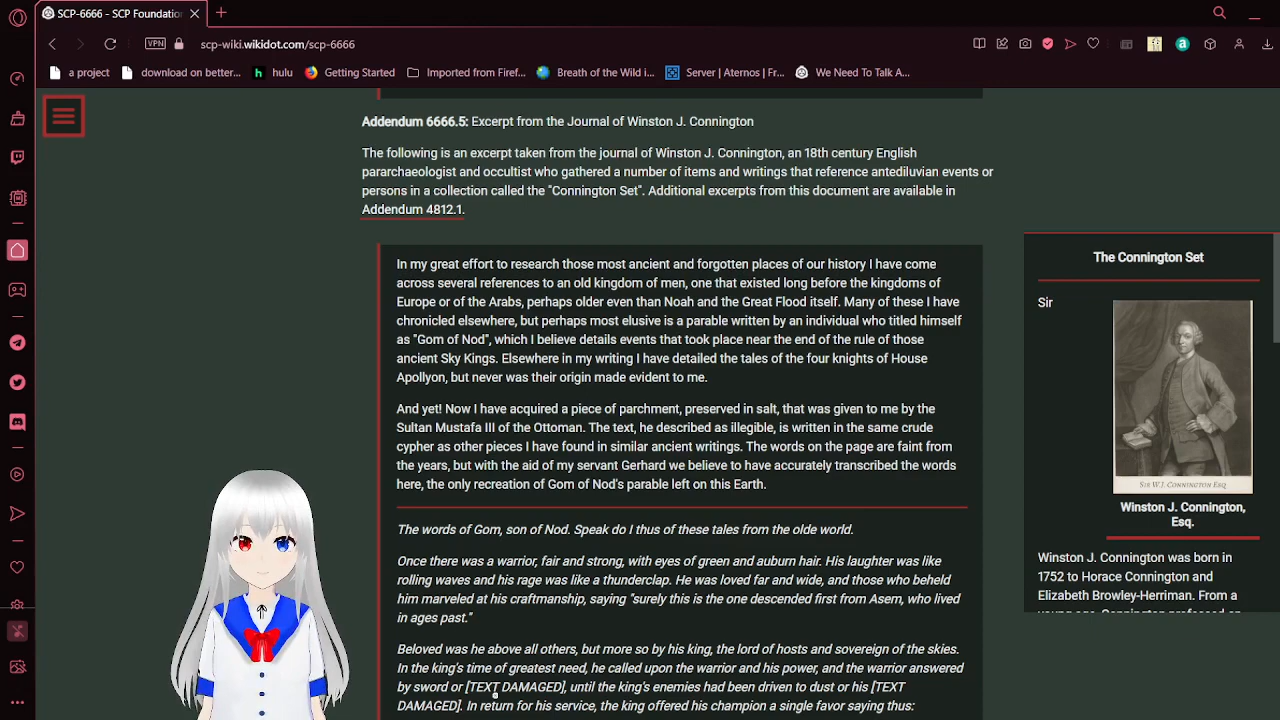 SCP-6666 - SCP Foundatio
scp-wiki.wikidot.com/scp-6666
VPN
a project
download on better...
hulu
Getting Started
Imported from Firef...
Breath of the Wild i...
Server | Aternos | Fr...
We Need To Talk A...
Addendum 6666.5: Excerpt from the Journal of Winston J. Connington
The following is an excerpt taken from the journal of Winston J. Connington, an 18th century English
pararchaeologist and occultist who gathered a number of items and writings that reference antediluvian events or
persons in a collection called the "Connington Set". Additional excerpts from this document are available in
Addendum 4812.1.
In my great effort to research those most ancient and forgotten places of our history I have come
across several references to an old kingdom of men, one that existed long before the kingdoms of
Europe or of the Arabs, perhaps older even than Noah and the Great Flood itself. Many of these I have
chronicled elsewhere, but perhaps most elusive is a parable written by an individual who titled himself
as "Gom of Nod", which I believe details events that took place near the end of the rule of those
ancient Sky Kings. Elsewhere in my writing I have detailed the tales of the four knights of House
Apollyon, but never was their origin made evident to me.
And yet! Now I have acquired a piece of parchment, preserved in salt, that was given to me by the
Sultan Mustafa III of the Ottoman. The text, he described as illegible, is written in the same crude
cypher as other pieces I have found in similar ancient writings. The words on the page are faint from
the years, but with the aid of my servant Gerhard we believe to have accurately transcribed the words
here, the only recreation of Gom of Nod's parable left on this Earth.
The words of Gom, son of Nod. Speak do I thus of these tales from the olde world.
Once there was a warrior, fair and strong, with eyes of green and auburn hair. His laughter was like
rolling waves and his rage was like a thunderclap. He was loved far and wide, and those who beheld
him marveled at his craftmanship, saying "surely this is the one descended first from Asem, who lived
in ages past."
Beloved was he above all others, but more so by his king, the lord of hosts and sovereign of the skies.
In the king's time of greatest need, he called upon the warrior and his power, and the warrior answered
by sword or [TEXT DAMAGED], until the king's enemies had been driven to dust or his [TEXT
DAMAGED]. In return for his service, the king offered his champion a single favor saying thus:
The Connington Set
Sir
SIR W.J. CONNINGTON ESQ
Winston J. Connington,
Esq.
Winston J. Connington was born in
1752 to Horace Connington and
Elizabeth Browley-Herriman. From a
young age, Connington professed an